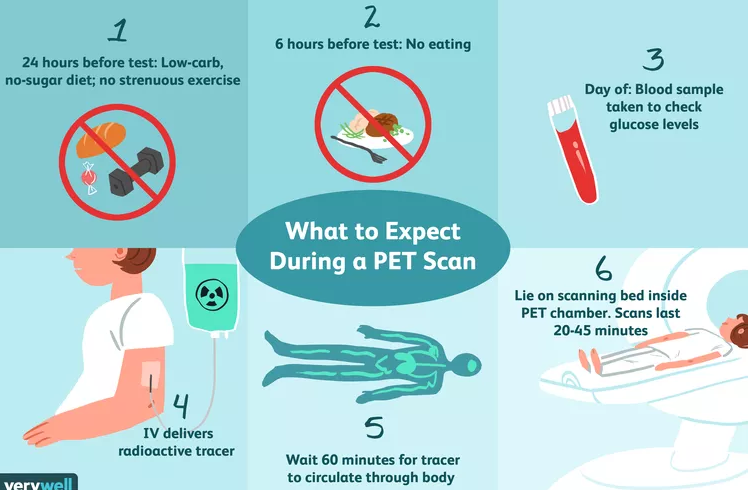 1
24 hours before test: Low-carb,
no-sugar diet; no strenuous exercise
2
6 hours before test: No eating
3
Day of: Blood sample
taken to check
glucose levels
What to Expect
During a PET Scan
4
IV delivers
radioactive tracer
5
Wait 60 minutes for tracer
to circulate through body
6
Lie on scanning bed inside
PET chamber. Scans last
20-45 minutes
verywell